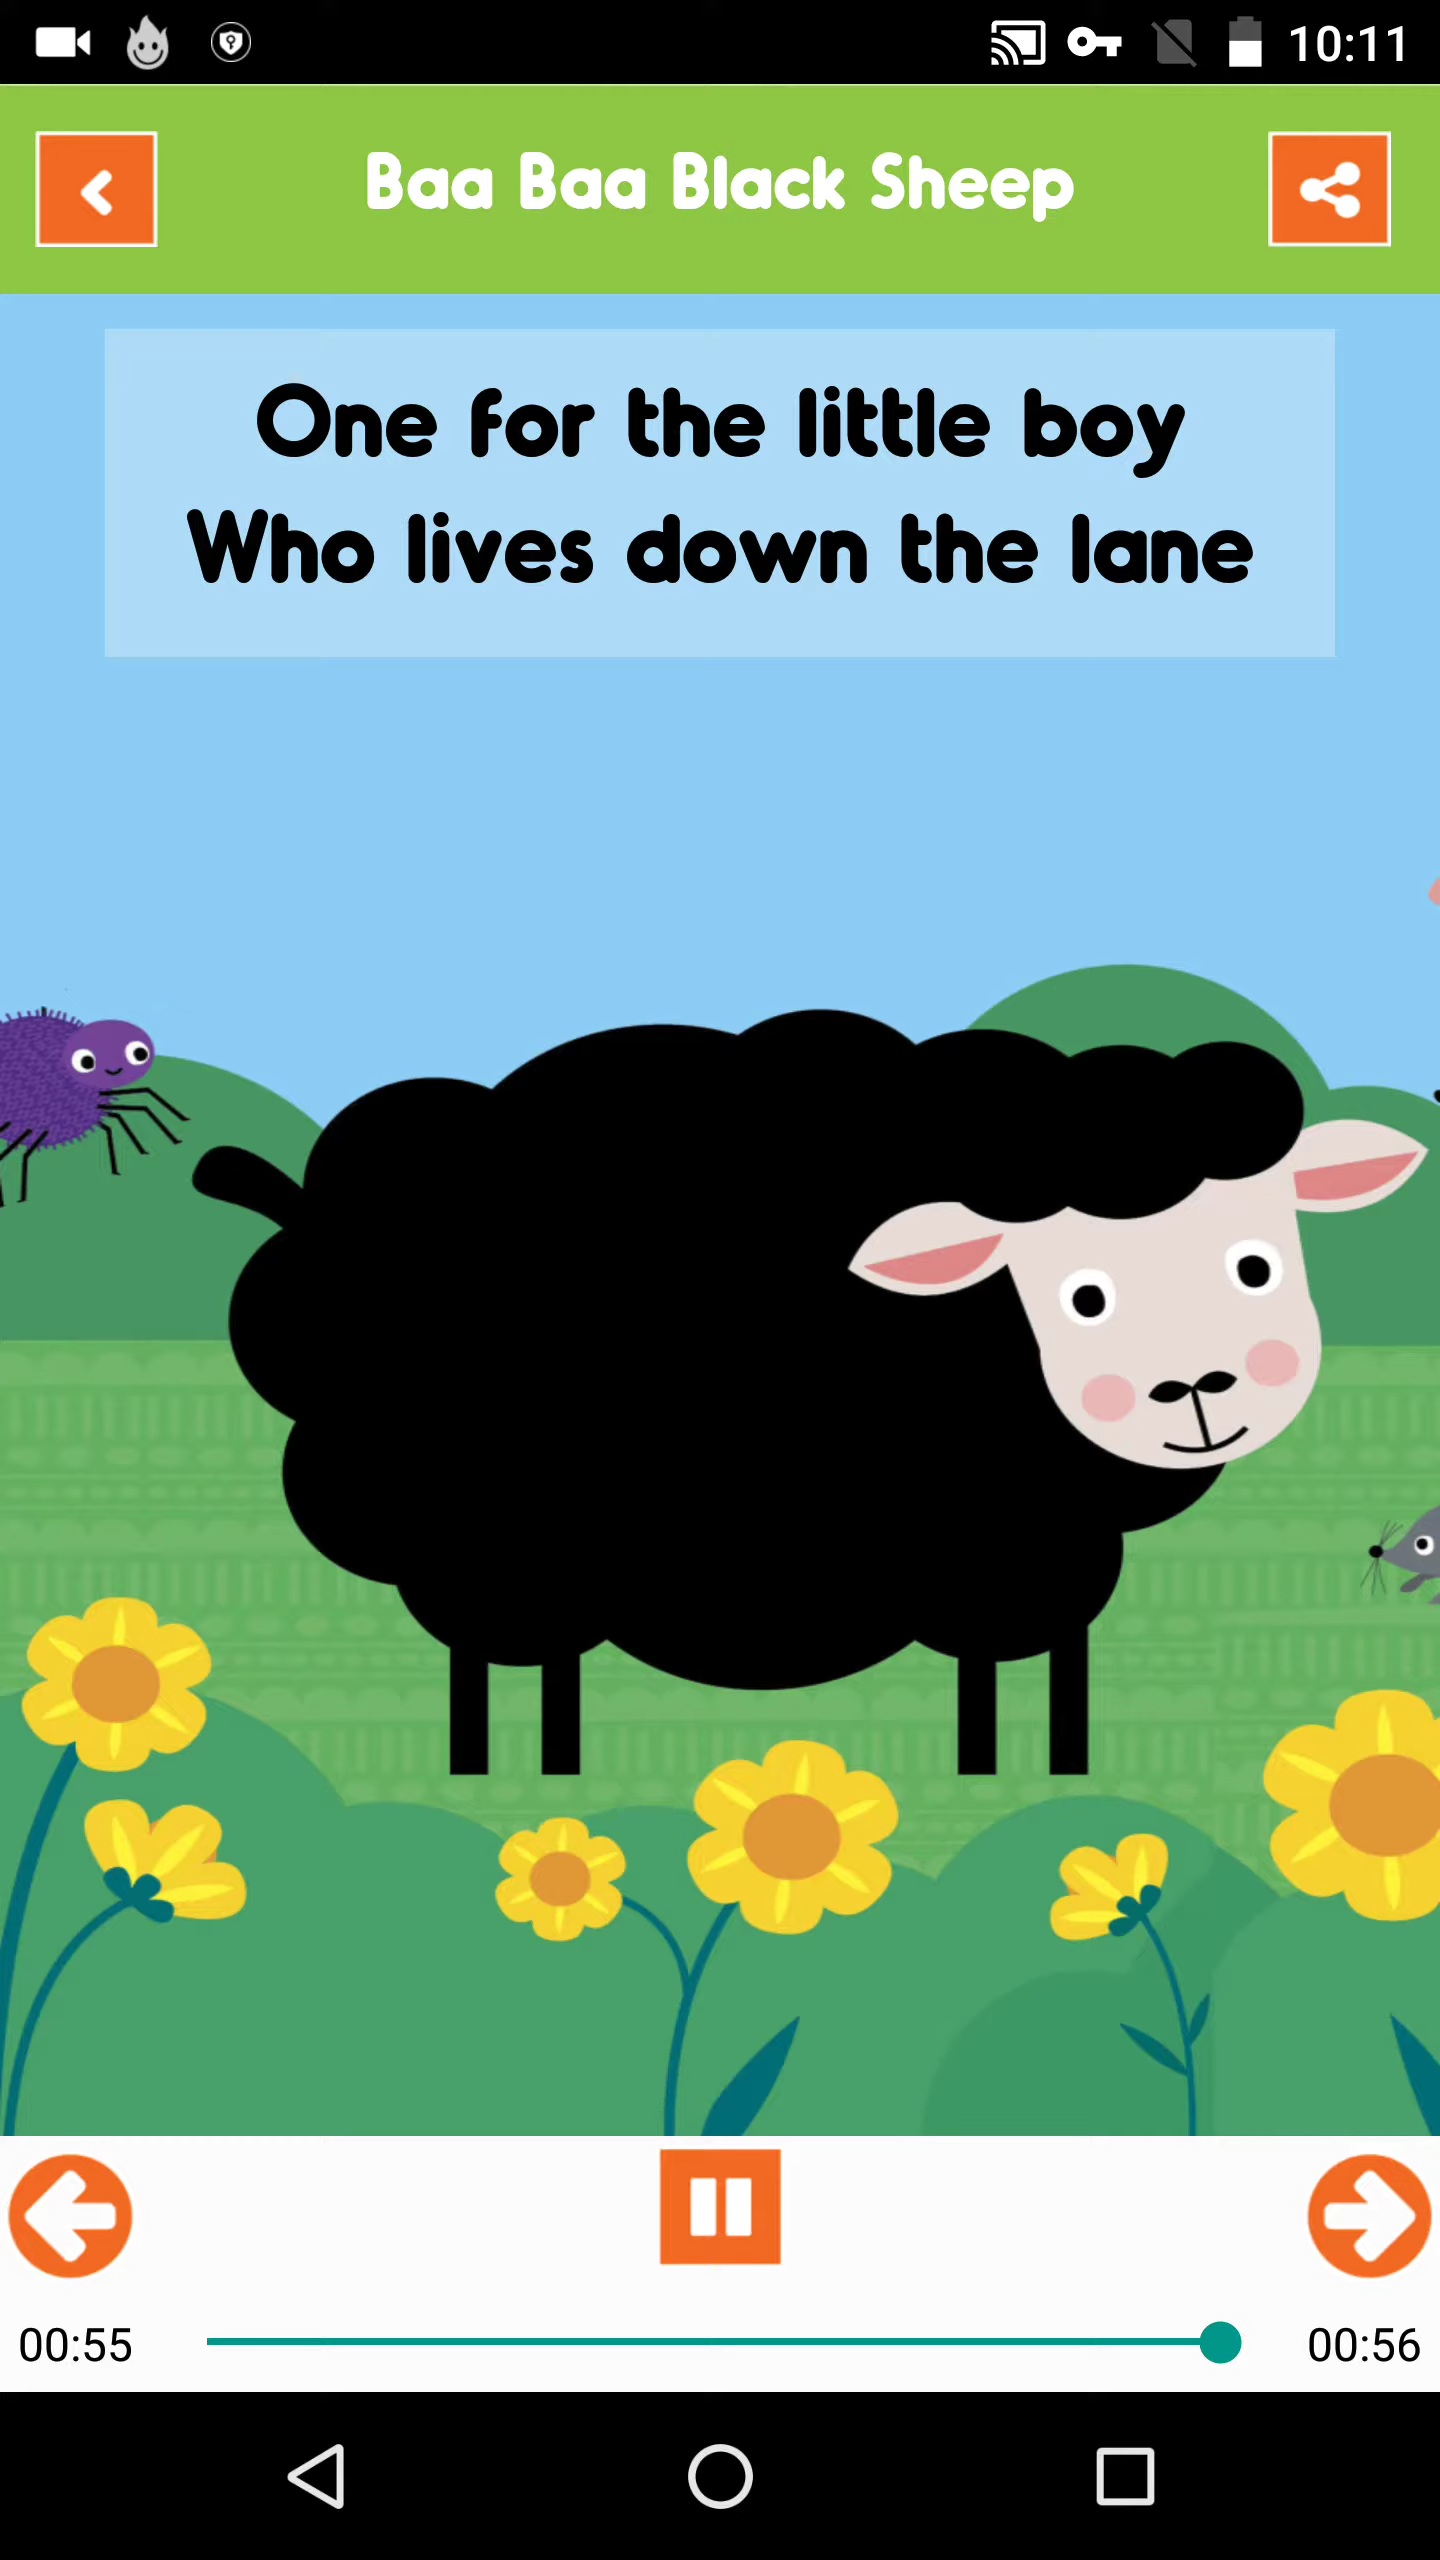 10:11
Baa Baa Black Sheep
One for the little boy
Who lives down the lane
00:55
00:56